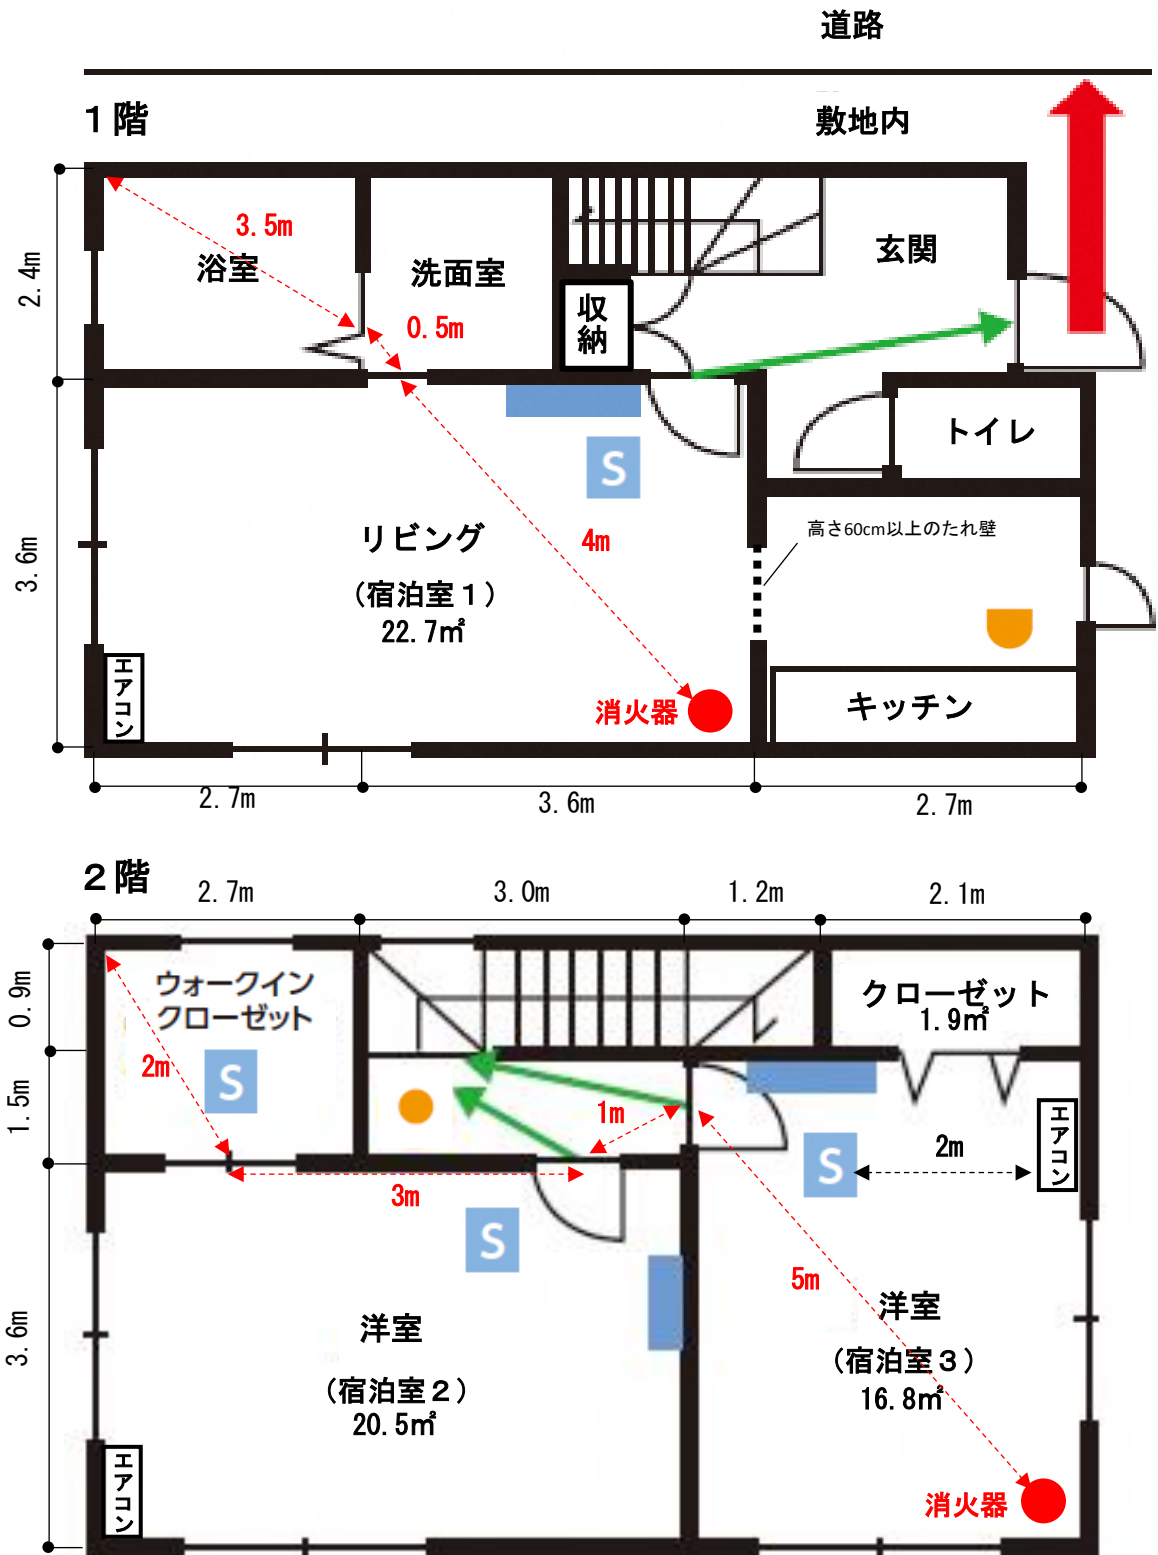 道路
1階
敷地内
3.5m
浴室
洗面室
玄関
2.4m
収
納
0.5m
トイレ
S
リビング
4m
高さ60cm以上のたれ壁
3.6m
(宿泊室1)
22.7㎡
エアコン
消火器
キッチン
2.7m
3.6m
2.7m
2階
2.7m
3.0m
1.2m
2.1m
0.9m
ウォークイン
クローゼット
クローゼット
1.9㎡
2m
S
1.5m
1m
エアコン
S
2m
3m
S
5m
洋室
洋室
3.6m
(宿泊室2)
20.5㎡
(宿泊室3)
16.8㎡
エアコン
消火器